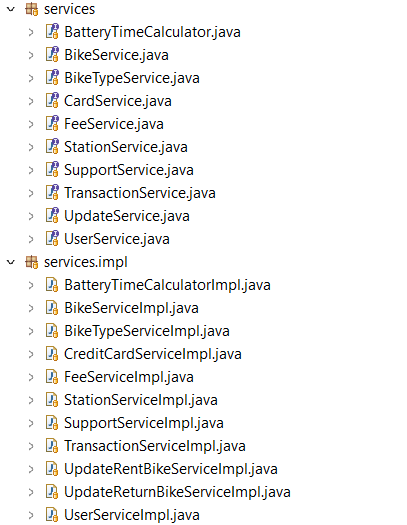 services
BatteryTimeCalculator.java
BikeService.java
BikeTypeService.java
CardService.java
FeeService.java
StationService.java
SupportService.java
TransactionService.java
UpdateService.java
UserService.java
services.impl
BatteryTimeCalculatorImpl.java
BikeServiceImpl.java
BikeTypeServiceImpl.java
CreditCardServiceImpl.java
FeeServiceImpl.java
StationServiceImpl.java
SupportServiceImpl.java
TransactionServiceImpl.java
UpdateRentBikeServiceImpl.java
UpdateReturnBikeServiceImpl.java
UserServiceImpl.java